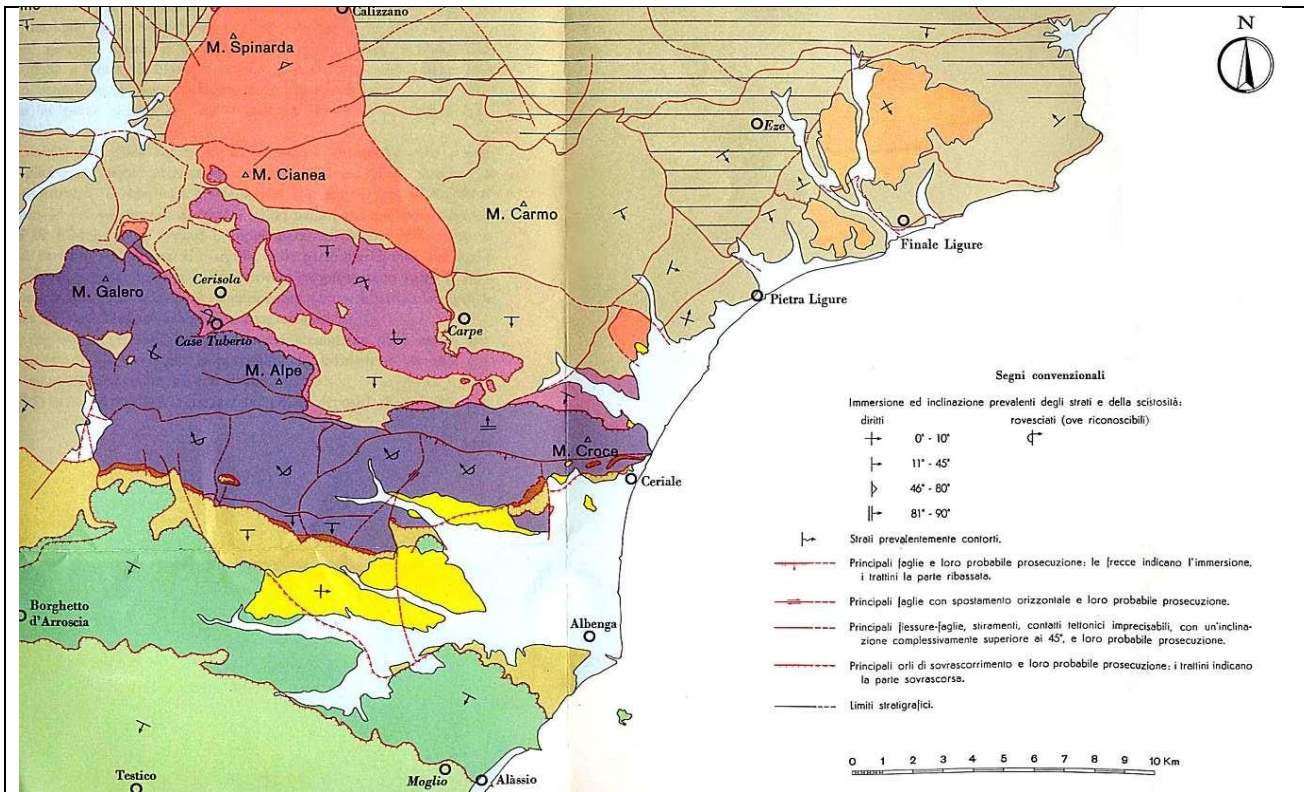 Calizzano
N
M. Spinarda
Eze
M. Cianea
M. Carmo
Finale Ligure
M. Galero
Cerisola
Pietra Ligure
Case Tuberto
Carpe
M. Alpe
M. Croce
Ceriale
Borghetto
d'Arroscia
Albenga
Testico
Moglio
Alàssio
Segni convenzionali
Immersione ed inclinazione prevalenti degli strati e della scistosità:
diritti rovesciati (ove riconoscibili)
0° - 10°
11° - 45°
46° - 80°
81° - 90°
Strati prevalentemente contorti.
Principali faglie e loro probabile prosecuzione; le frecce indicano l'immersione,
i trattini la parte ribassata.
Principali faglie con spostamento orizzontale e loro probabile prosecuzione.
Principali flessure-faglie, stiramenti, contatti tettonici imprecisabili, con un'inclina-
zione complessivamente superiore ai 45°, e loro probabile prosecuzione.
Principali orli di sovrascorrimento e loro probabile prosecuzione: i trattini indicano
la parte sovrascorsa.
Limiti stratigrafici.
0 1 2 3 4 5 6 7 8 9 10 Km